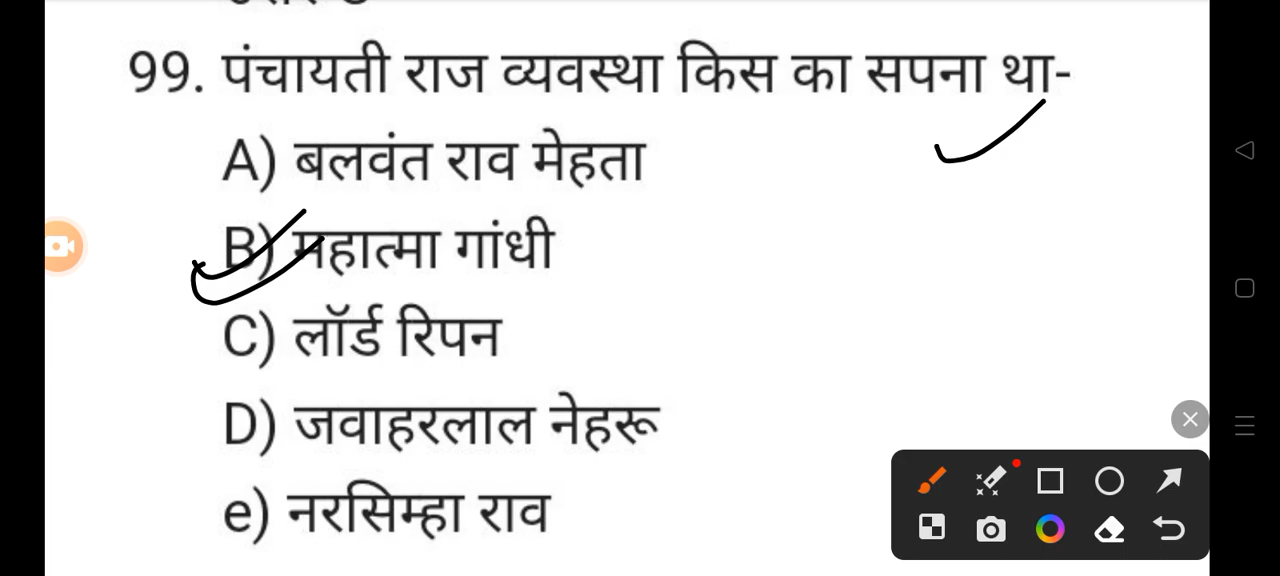 99. पंचायती राज व्यवस्था किस का सपना था-
A) बलवंत राव मेहता
B) महात्मा गांधी
C) लॉर्ड रिपन
D) जवाहरलाल नेहरू
e) नरसिम्हा राव